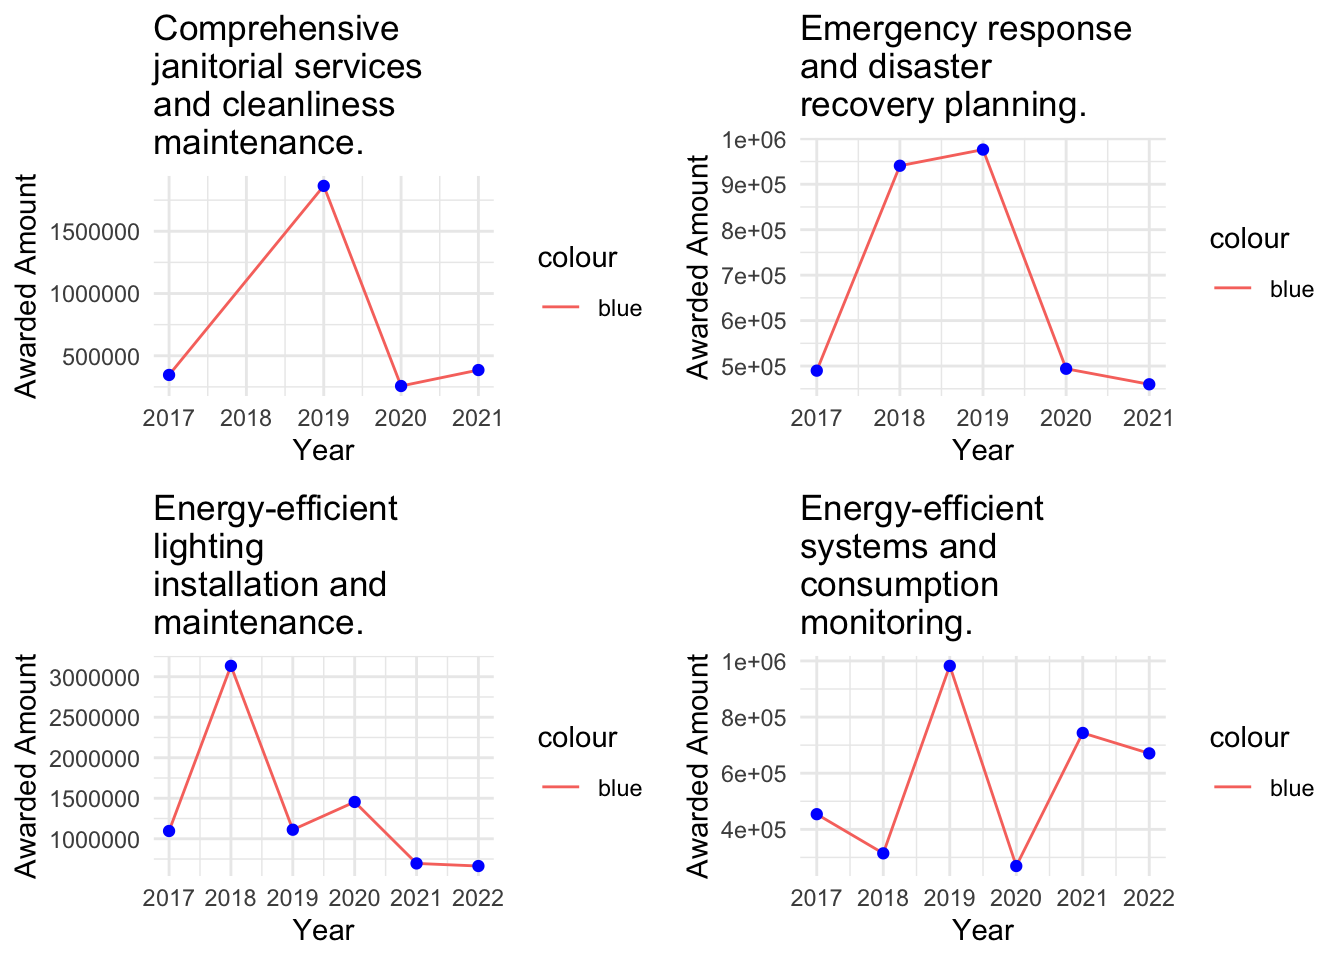 Comprehensive
janitorial services
and cleanliness
maintenance.
Awarded Amount
1500000
1000000
500000
2017 2018 2019 2020 2021
Year
colour
blue
Emergency response
and disaster
recovery planning.
Awarded Amount
1e+06
9e+05
8e+05
7e+05
6e+05
5e+05
2017 2018 2019 2020 2021
Year
colour
blue
Energy-efficient
lighting
installation and
maintenance.
Awarded Amount
3000000
2500000
2000000
1500000
1000000
2017 2018 2019 2020 2021 2022
Year
colour
blue
Energy-efficient
systems and
consumption
monitoring.
Awarded Amount
1e+06
8e+05
6e+05
4e+05
2017 2018 2019 2020 2021 2022
Year
colour
blue